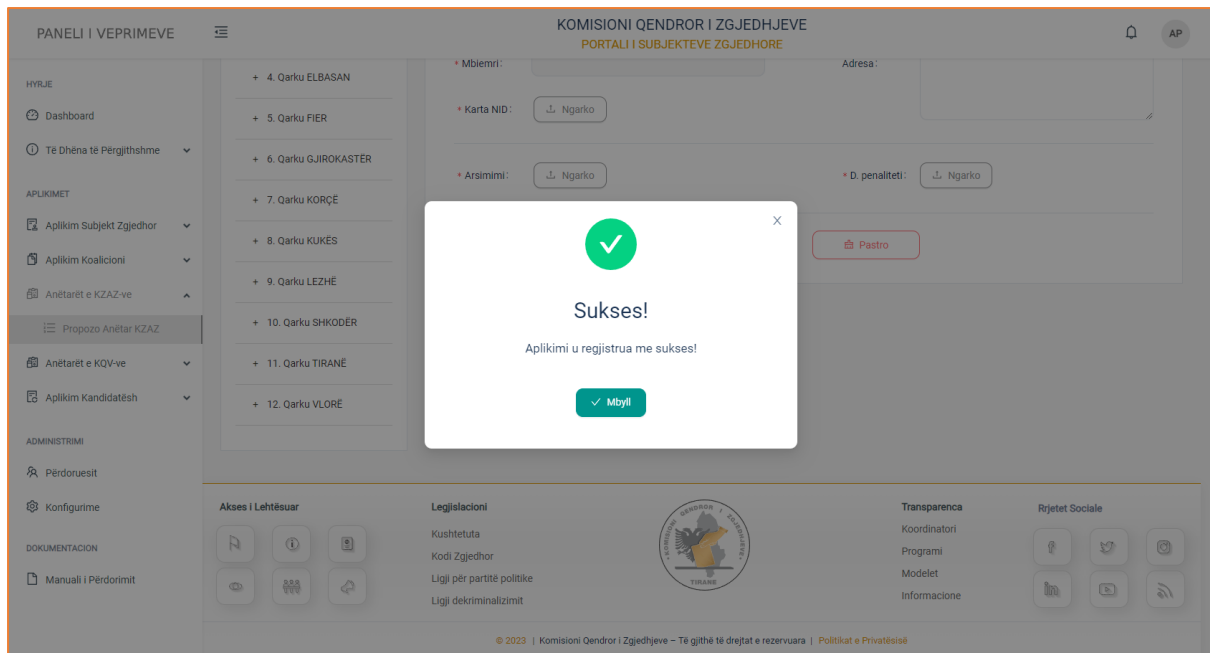 PANELI I VEPRIMEVE
KOMISIONI QENDROR I ZGJEDHJEVE
PORTALI I SUBJEKTEVE ZGJEDHORE
AP
HYRJE
Dashboard
Të Dhëna të Përgjithshme
APLIKIMET
Aplikim Subjekt Zgjedhor
Aplikim Koalicioni
Anëtarët e KZAZ-ve
Propozo Anëtar KZAZ
Anëtarët e KQV-ve
Aplikim Kandidatësh
ADMINISTRIMI
Përdoruesit
Konfigurime
DOKUMENTACION
Manuali i Përdorimit
+ 4. Qarku ELBASAN
+ 5. Qarku FIER
+ 6. Qarku GJIROKASTËR
+ 7. Qarku KORÇË
+ 8. Qarku KUKËS
+ 9. Qarku LEZHË
+ 10. Qarku SHKODËR
+ 11. Qarku TIRANË
+ 12. Qarku VLORË
* Mbiemri:
Adresa:
* Karta NID: Ngarko
* Arsimimi: Ngarko
* D. penaliteti: Ngarko
Pastro
X
Sukses!
Aplikimi u regjistrua me sukses!
Mbyll
Akses i Lehtësuar
Legjislacioni
Kushtetuta
Kodi Zgjedhor
Ligji për partitë politike
Ligji dekriminalizimit
KOMISIONI QENDROR I ZGJEDHJEVE
TIRANE
Transparenca
Koordinatori
Programi
Modelet
Informacione
Rrjetet Sociale
© 2023 | Komisioni Qendror i Zgjedhjeve – Të gjithë të drejtat e rezervuara | Politikat e Privatësisë